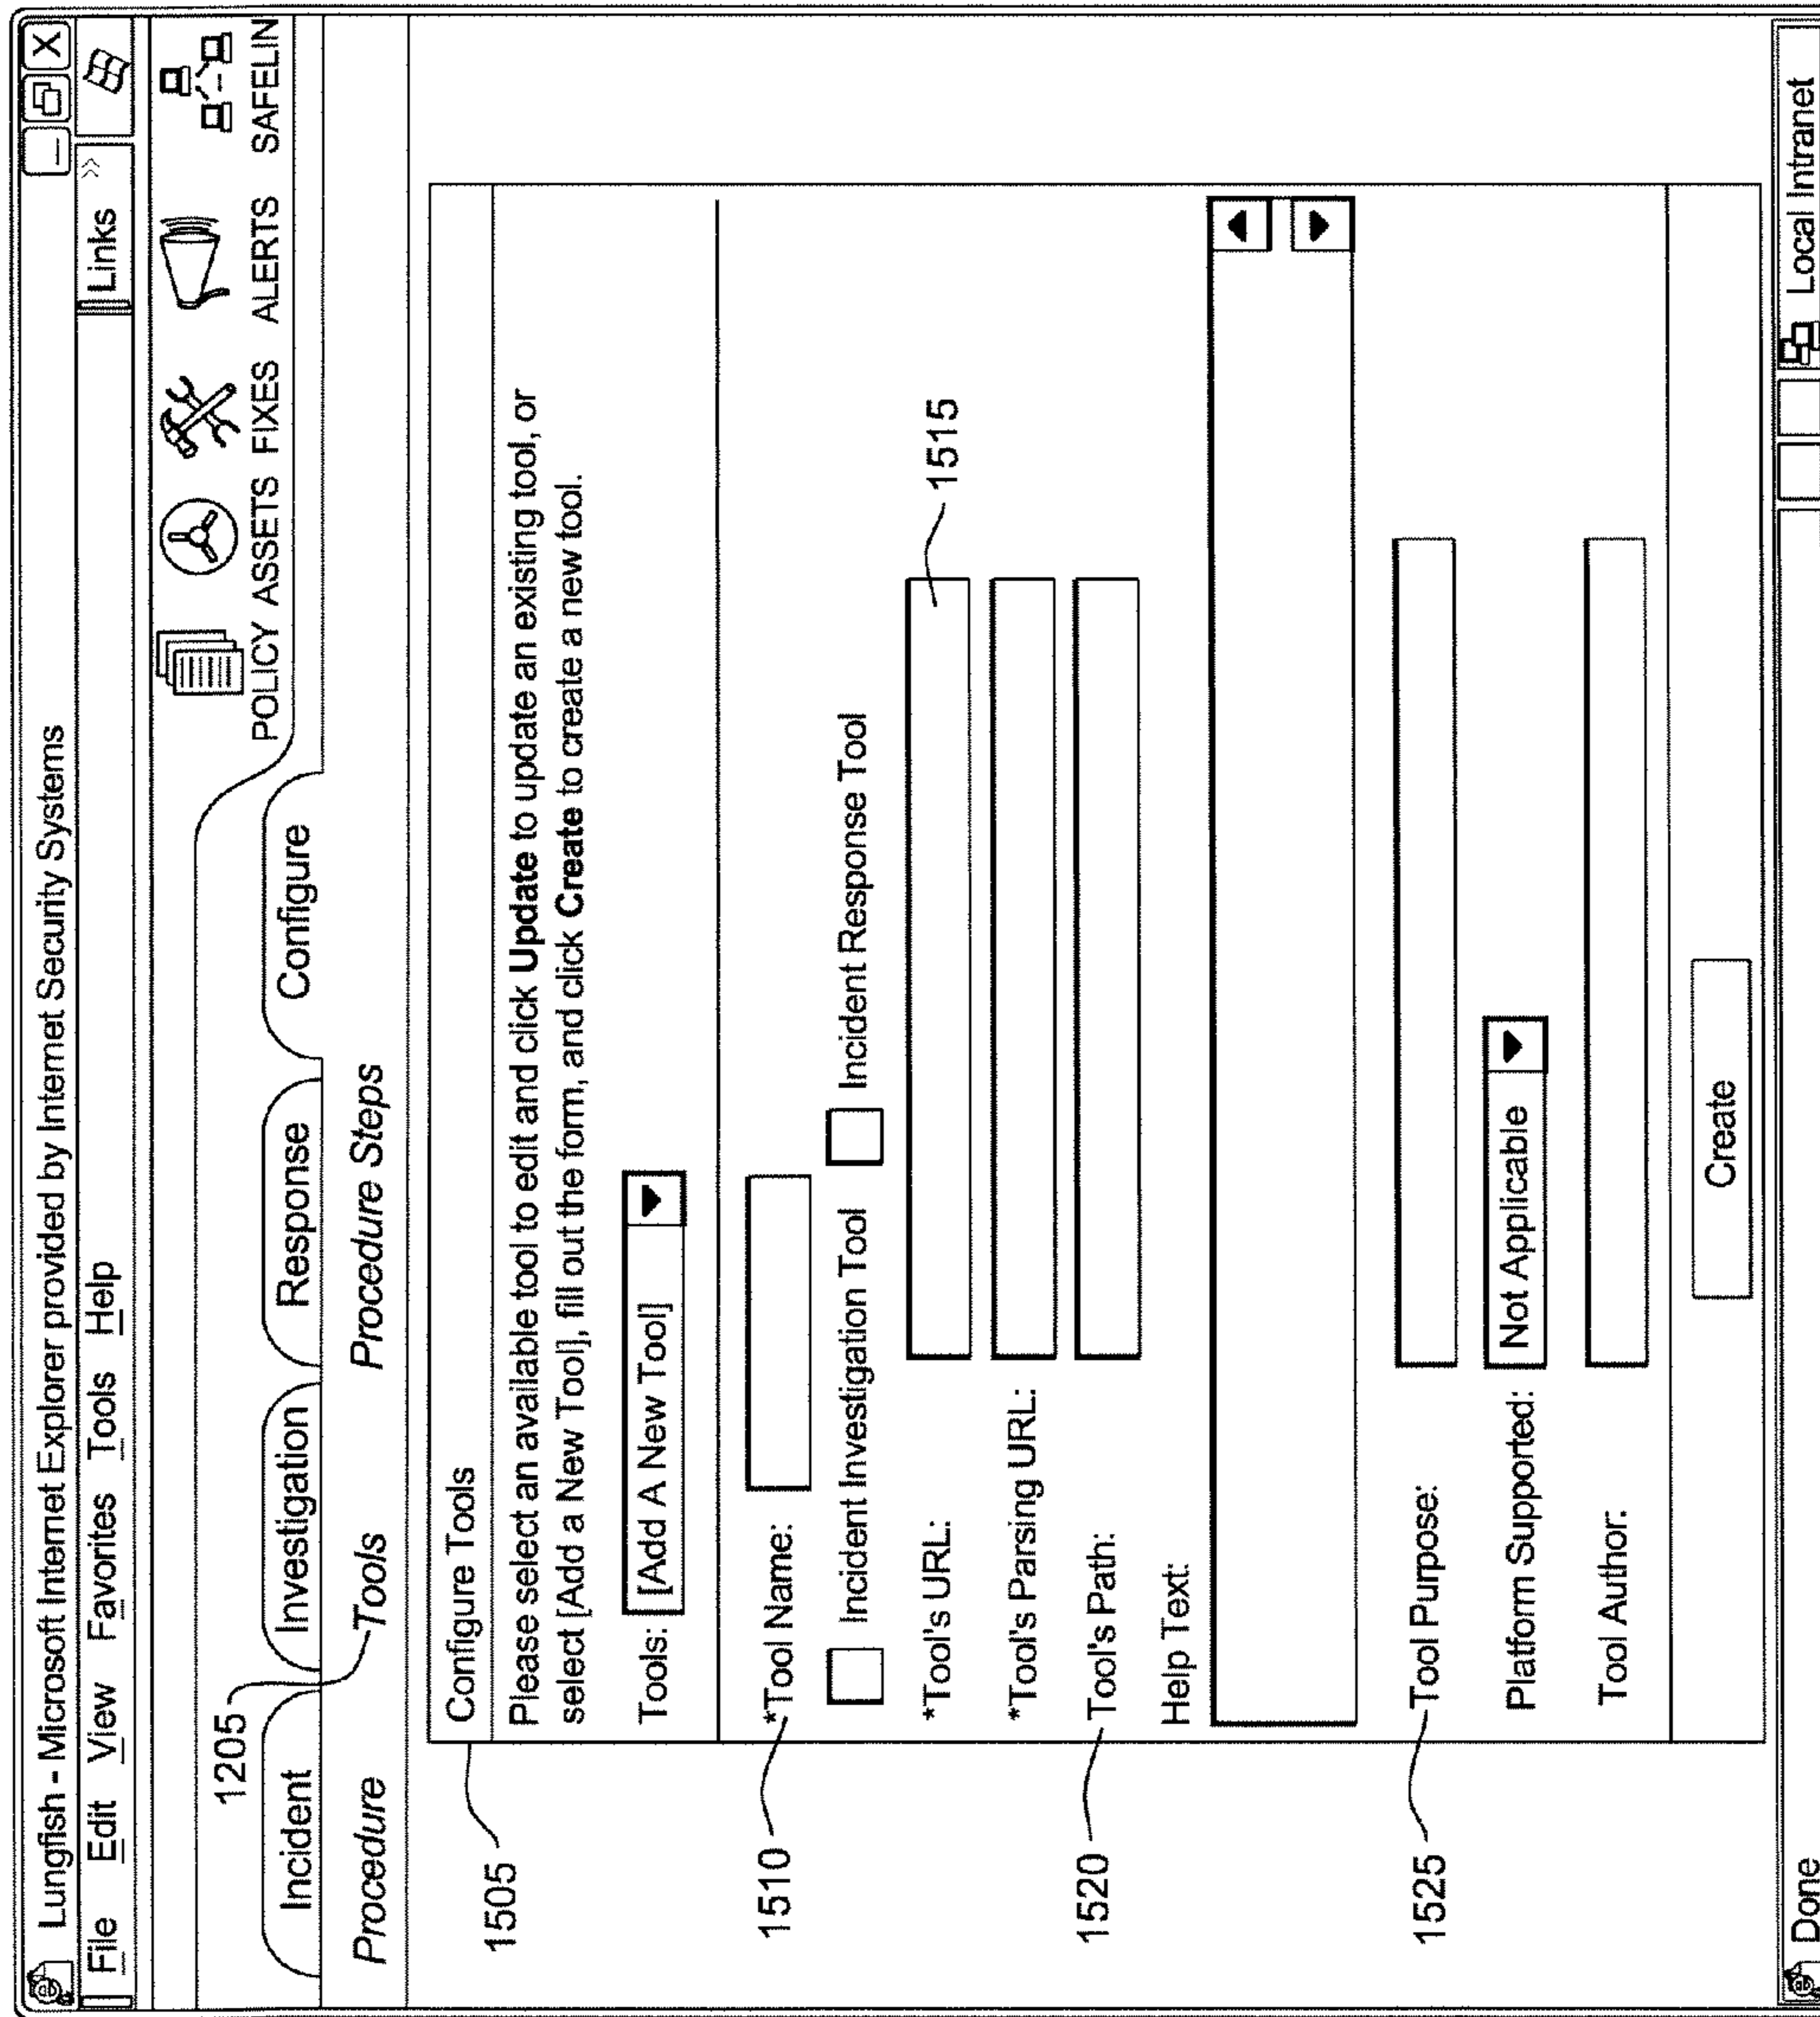 Lungfish - Microsoft Internet Explorer provided by Internet Security Systems
File Edit View Favorites Tools Help
Links »
POLICY ASSETS FIXES ALERTS SAFELIN
1205
Incident Investigation Response Configure
Procedure Tools Procedure Steps
1505
Configure Tools
Please select an available tool to edit and click Update to update an existing tool, or
select [Add a New Tool], fill out the form, and click Create to create a new tool.
Tools: [Add A New Tool]
1510
*Tool Name:
Incident Investigation Tool Incident Response Tool
*Tool's URL:
1515
*Tool's Parsing URL:
1520
Tool's Path:
Help Text:
1525
Tool Purpose:
Platform Supported: Not Applicable
Tool Author:
Create
Done
Local Intranet